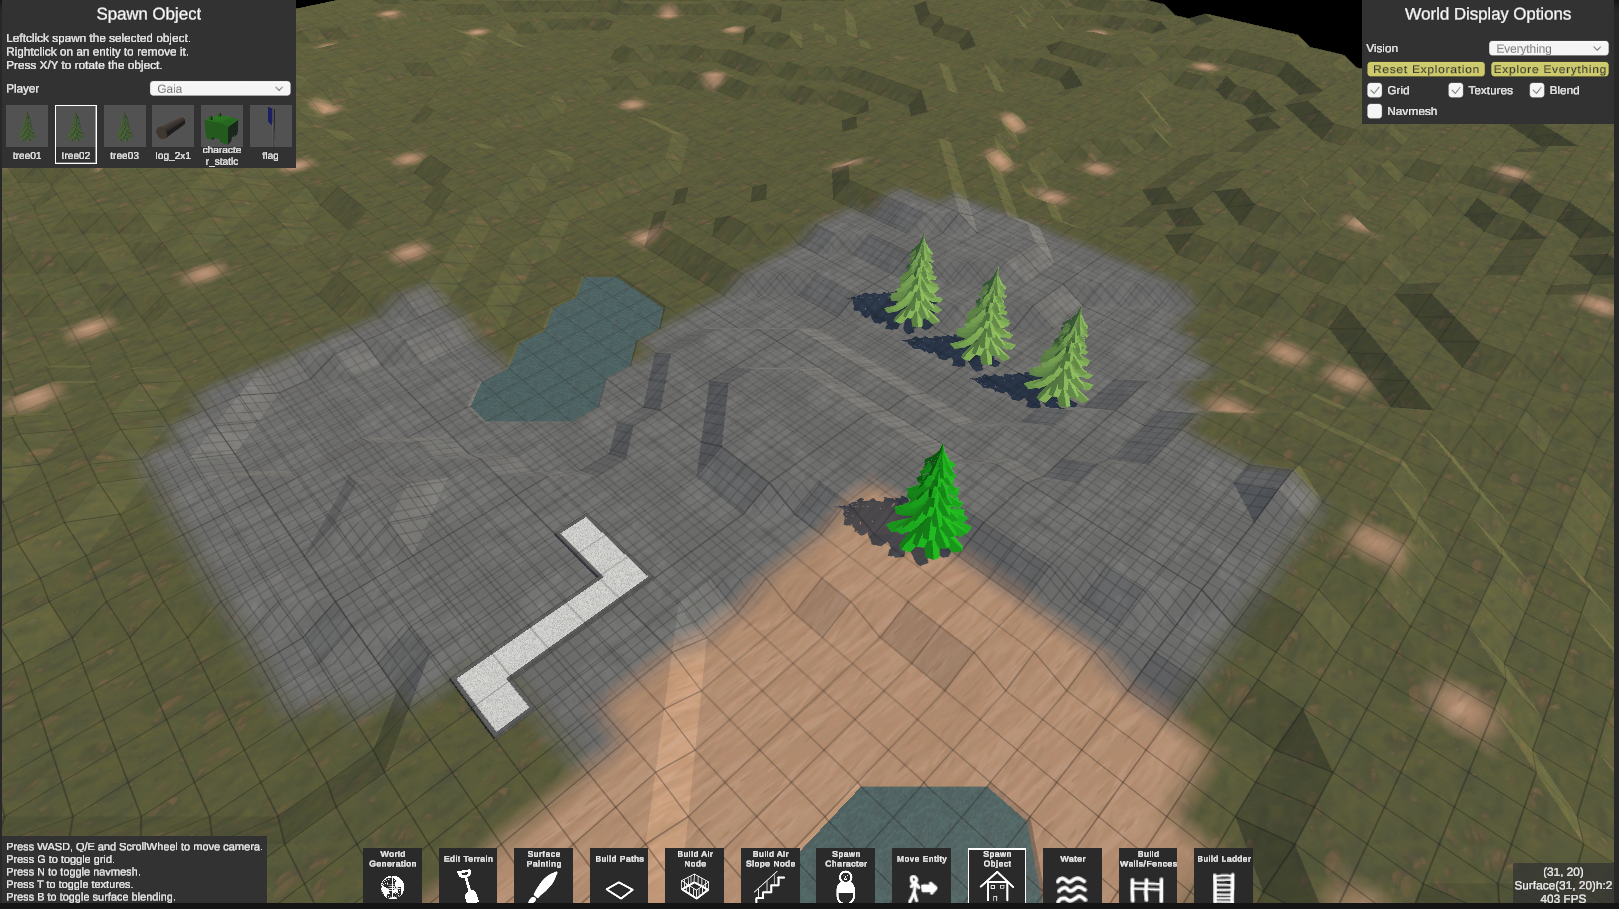 Spawn Object
Leftclick spawn the selected object.
Rightclick on an entity to remove it.
Press X/Y to rotate the object.
Player
Gaia
tree01
tree02
tree03
log_2x1
characte
r_static
flag
World Display Options
Vision
Everything
Reset Exploration
Explore Everything
Grid
Textures
Blend
Navmesh
Press WASD, Q/E and ScrollWheel to move camera.
Press G to toggle grid.
Press N to toggle navmesh.
Press T to toggle textures.
Press B to toggle surface blending.
World
Generation
Edit Terrain
Surface
Painting
Build Paths
Build Air
Node
Build Air
Slope Node
Spawn
Character
Move Entity
Spawn
Object
Water
Build
Walls/Fences
Build Ladder
(31, 20)
Surface(31, 20)h:2
403 FPS